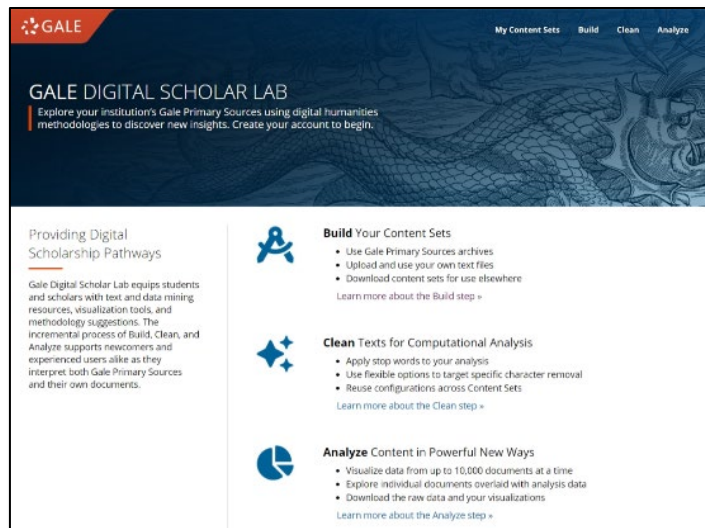 GALE
My Content Sets Build Clean Analyze
GALE DIGITAL SCHOLAR LAB
Explore your institution's Gale Primary Sources using digital humanities
methodologies to discover new insights. Create your account to begin.
Providing Digital
Scholarship Pathways
Gale Digital Scholar Lab equips students
and scholars with text and data mining
resources, visualization tools, and
methodology suggestions. The
incremental process of Build, Clean, and
Analyze supports newcomers and
experienced users alike as they
interpret both Gale Primary Sources
and their own documents.
Build Your Content Sets
• Use Gale Primary Sources archives
• Upload and use your own text files
• Download content sets for use elsewhere
Learn more about the Build step »
Clean Texts for Computational Analysis
• Apply stop words to your analysis
• Use flexible options to target specific character removal
• Reuse configurations across Content Sets
Learn more about the Clean step »
Analyze Content in Powerful New Ways
• Visualize data from up to 10,000 documents at a time
• Explore individual documents overlaid with analysis data
• Download the raw data and your visualizations
Learn more about the Analyze step »